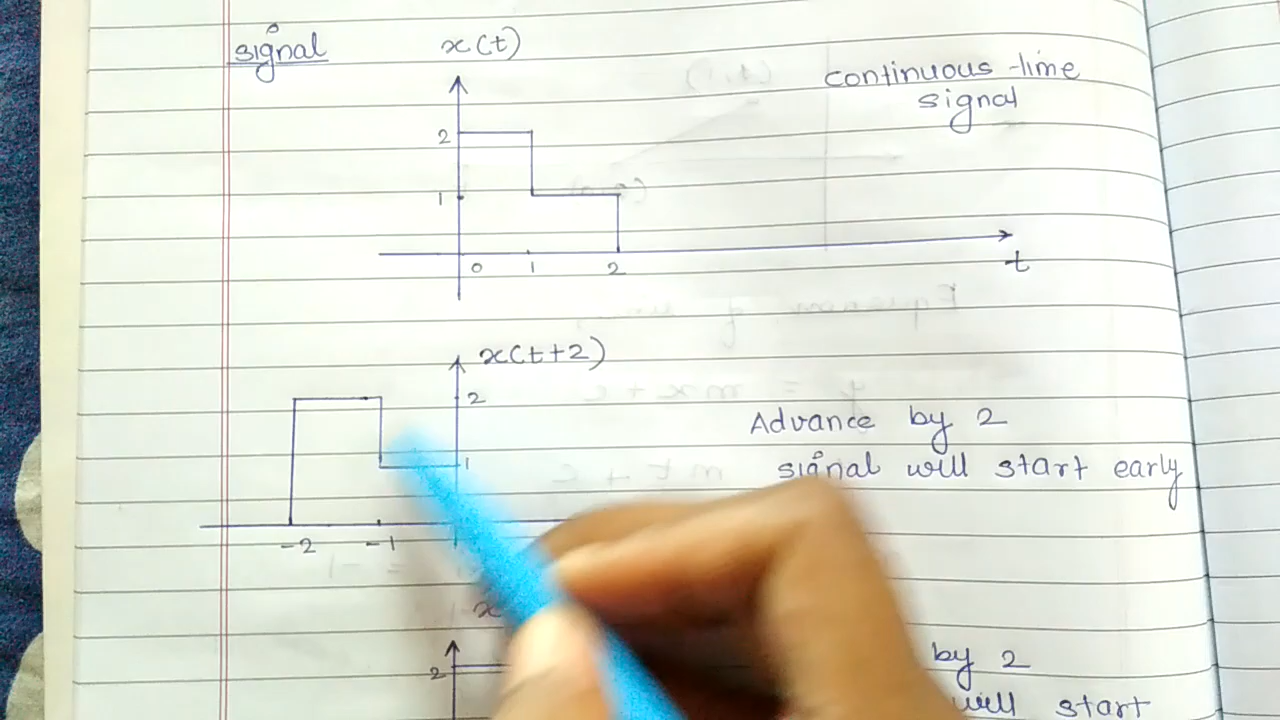 signal
x(t)
continuous-time
signal
2
1
0 1 2
t
x(t+2)
2
Advance by 2
1
signal will start early
-2 -1
x
2
by 2
will start